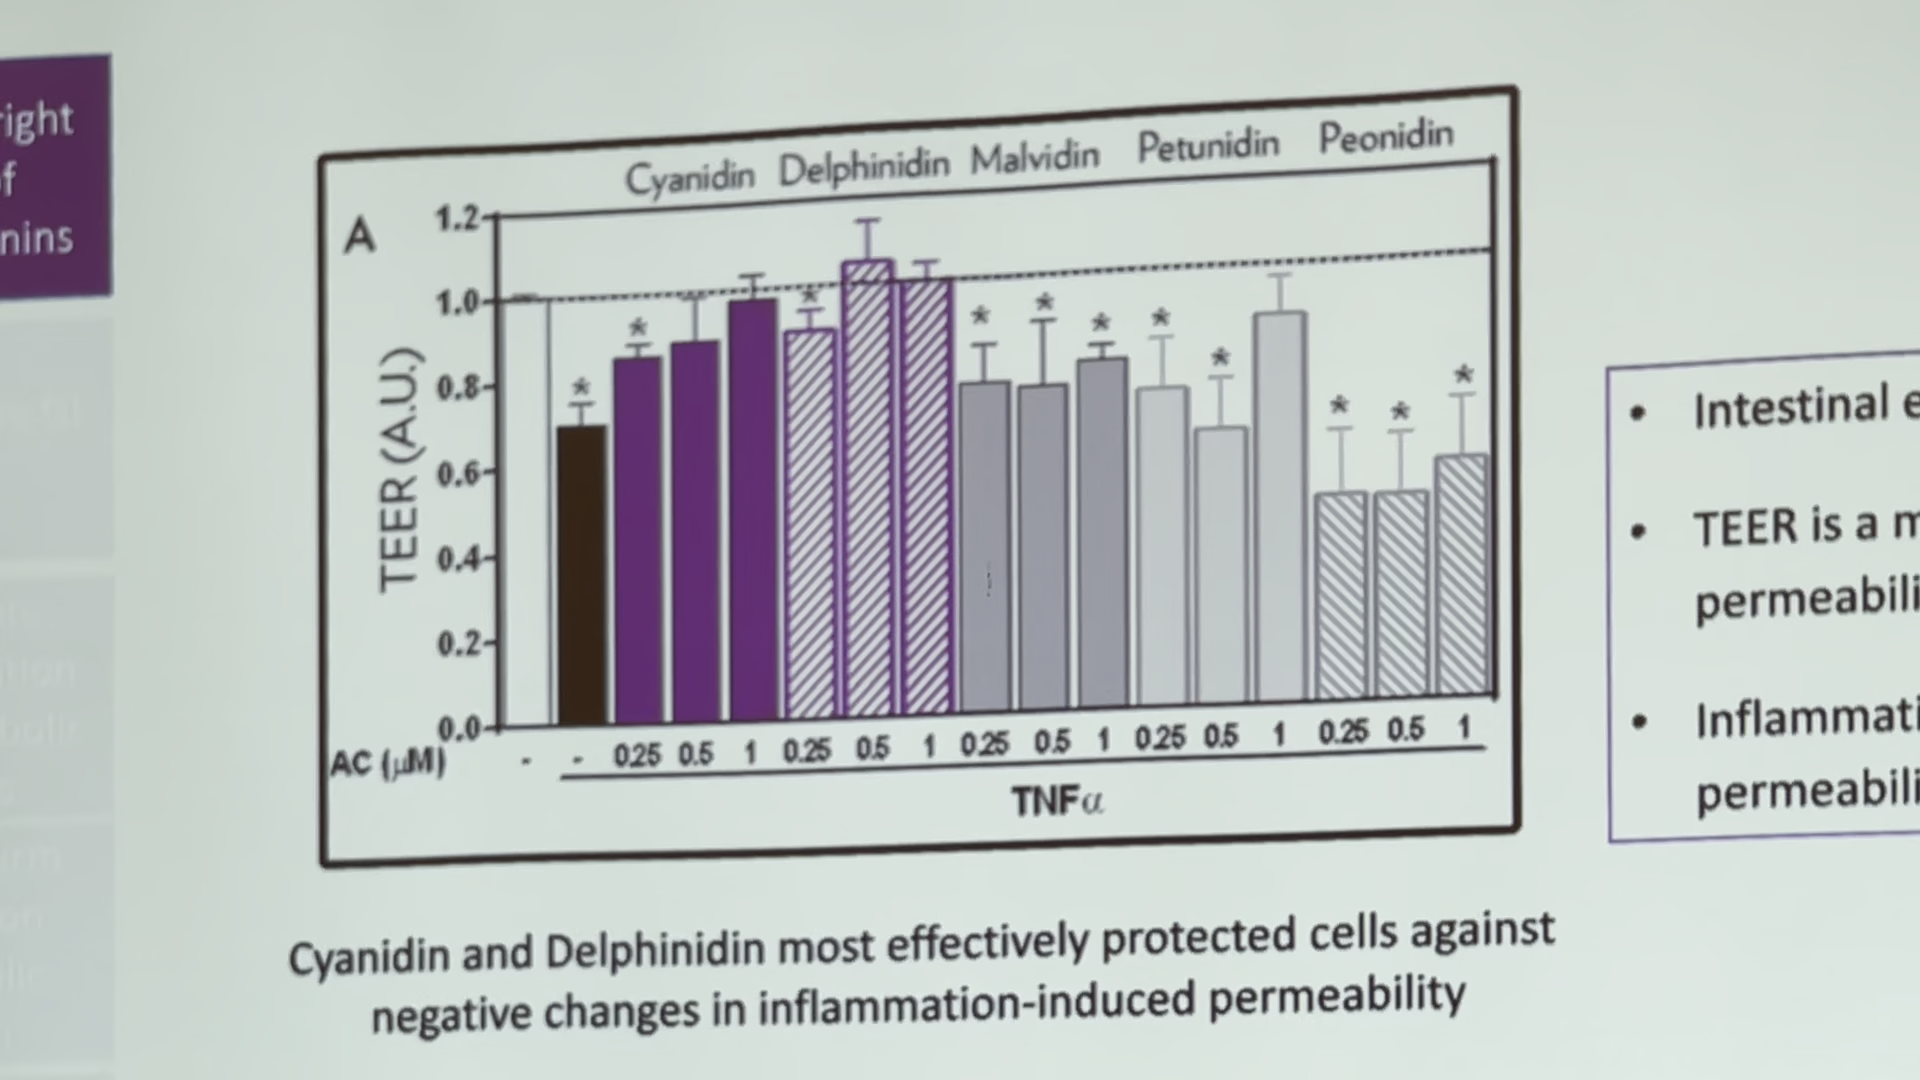 right
of
nins
Cyanidin Delphinidin Malvidin Petunidin Peonidin
A
TEER (A.U.)
1.2
1.0
0.8
0.6
0.4
0.2
0.0
* * * * * * * * * * *
AC (μM) - - 0.25 0.5 1 0.25 0.5 1 0.25 0.5 1 0.25 0.5 1 0.25 0.5 1
TNFα
Cyanidin and Delphinidin most effectively protected cells against
negative changes in inflammation-induced permeability
• Intestinal e
• TEER is a m
permeabili
• Inflammati
permeabili